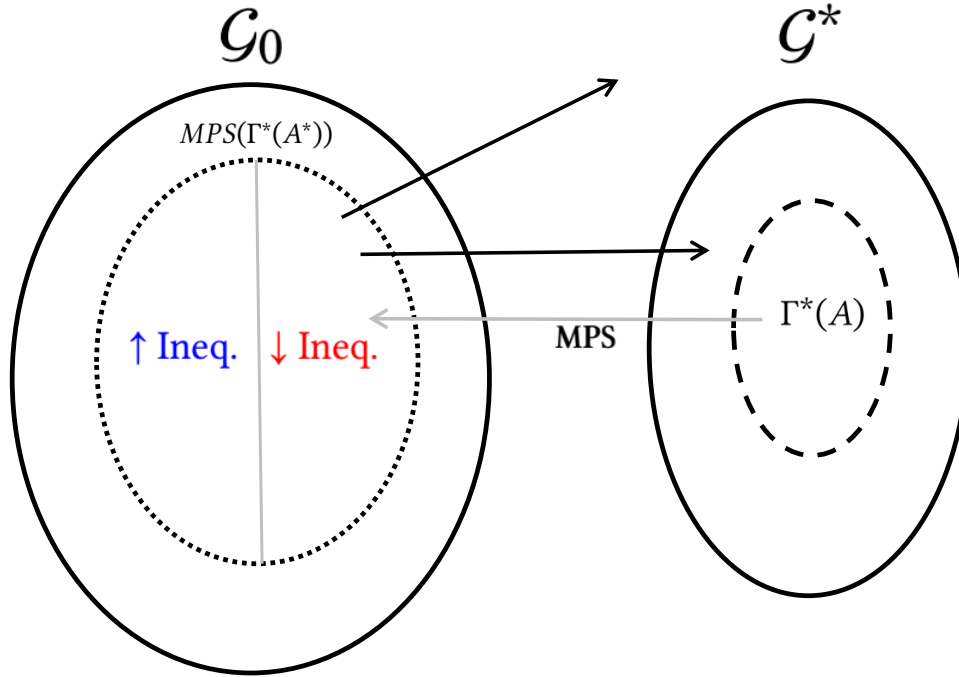 𝒢₀
𝒢*
MPS(Γ*(A*))
↑ Ineq.
↓ Ineq.
MPS
Γ*(A)